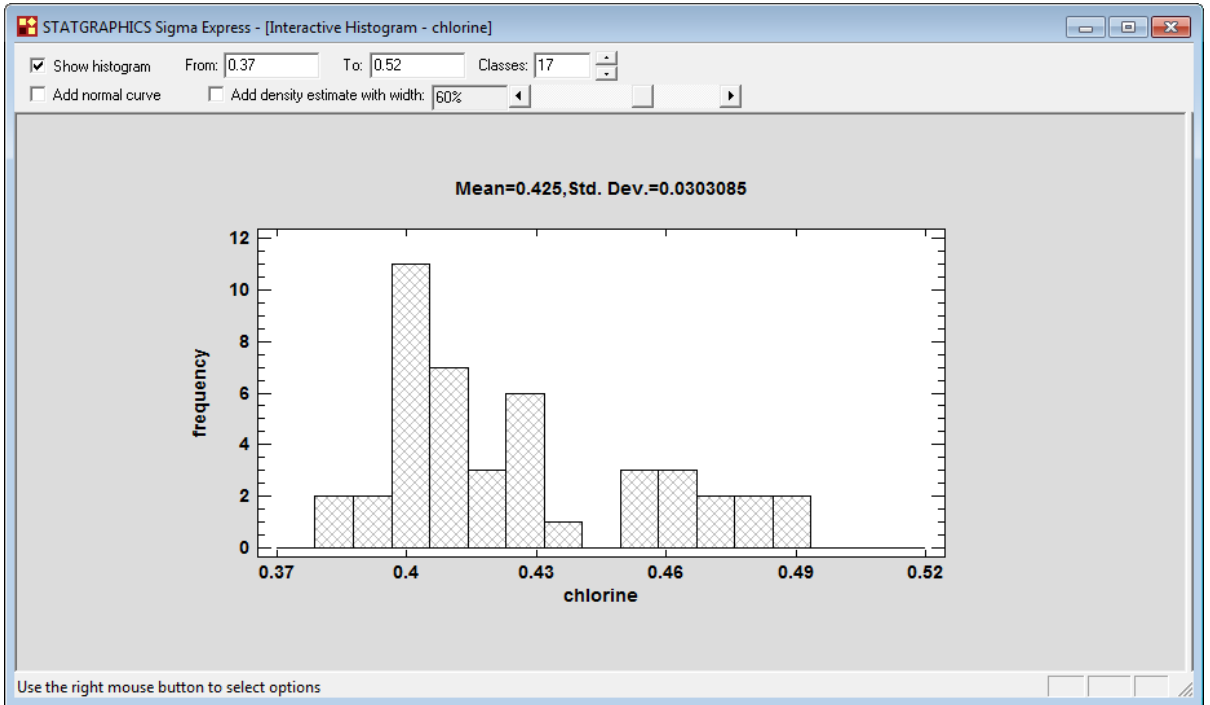 STATGRAPHICS Sigma Express - [Interactive Histogram - chlorine]
Show histogram From: 0.37 To: 0.52 Classes: 17
Add normal curve Add density estimate with width: 60%
Mean=0.425,Std. Dev.=0.0303085
12
10
8
6
4
2
0
frequency
0.37 0.4 0.43 0.46 0.49 0.52
chlorine
Use the right mouse button to select options